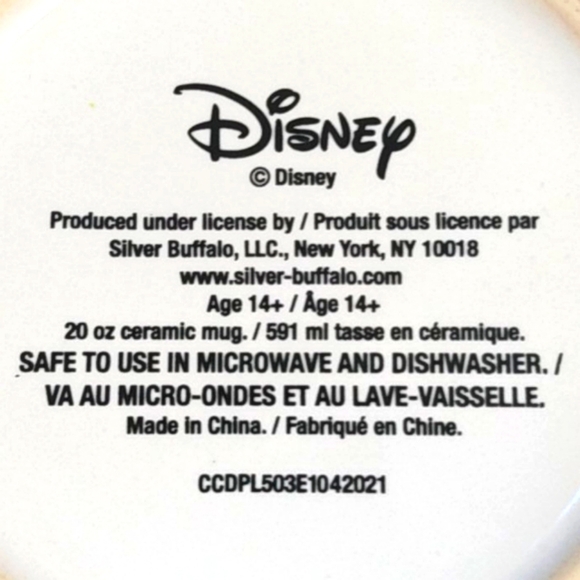 Disney
© Disney
Produced under license by / Produit sous licence par
Silver Buffalo, LLC., New York, NY 10018
www.silver-buffalo.com
Age 14+ / Âge 14+
20 oz ceramic mug. / 591 ml tasse en céramique.
SAFE TO USE IN MICROWAVE AND DISHWASHER. /
VA AU MICRO-ONDES ET AU LAVE-VAISSELLE.
Made in China. / Fabriqué en Chine.
CCDPL503E1042021